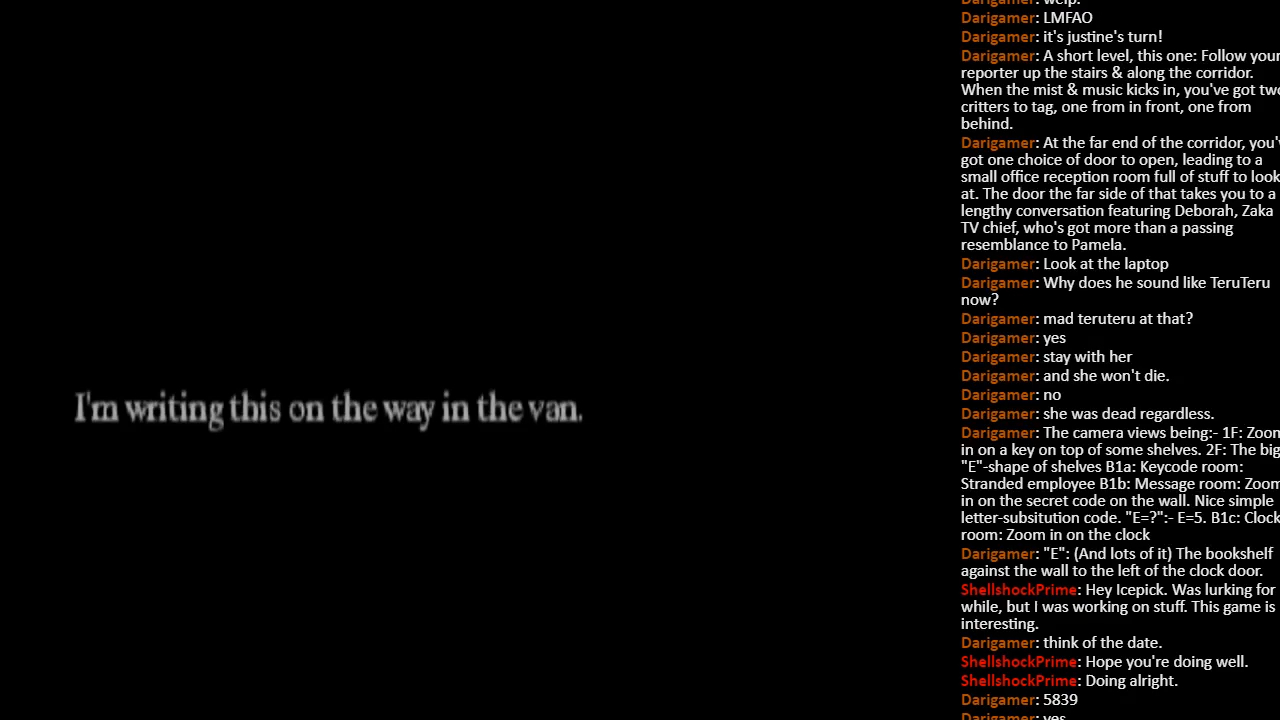 I'm writing this on the way in the van.
Darigamer: welp.
Darigamer: LMFAO
Darigamer: it's justine's turn!
Darigamer: A short level, this one: Follow your
reporter up the stairs & along the corridor.
When the mist & music kicks in, you've got two
critters to tag, one from in front, one from
behind.
Darigamer: At the far end of the corridor, you'v
got one choice of door to open, leading to a
small office reception room full of stuff to look
at. The door the far side of that takes you to a
lengthy conversation featuring Deborah, Zaka
TV chief, who's got more than a passing
resemblance to Pamela.
Darigamer: Look at the laptop
Darigamer: Why does he sound like TeruTeru
now?
Darigamer: mad teruteru at that?
Darigamer: yes
Darigamer: stay with her
Darigamer: and she won't die.
Darigamer: no
Darigamer: she was dead regardless.
Darigamer: The camera views being:- 1F: Zoom
in on a key on top of some shelves. 2F: The big
"E"-shape of shelves B1a: Keycode room:
Stranded employee B1b: Message room: Zoom
in on the secret code on the wall. Nice simple
letter-subsitution code. "E=?":- E=5. B1c: Clock
room: Zoom in on the clock
Darigamer: "E": (And lots of it) The bookshelf
against the wall to the left of the clock door.
ShellshockPrime: Hey Icepick. Was lurking for
while, but I was working on stuff. This game is
interesting.
Darigamer: think of the date.
ShellshockPrime: Hope you're doing well.
ShellshockPrime: Doing alright.
Darigamer: 5839
Darigamer: yes